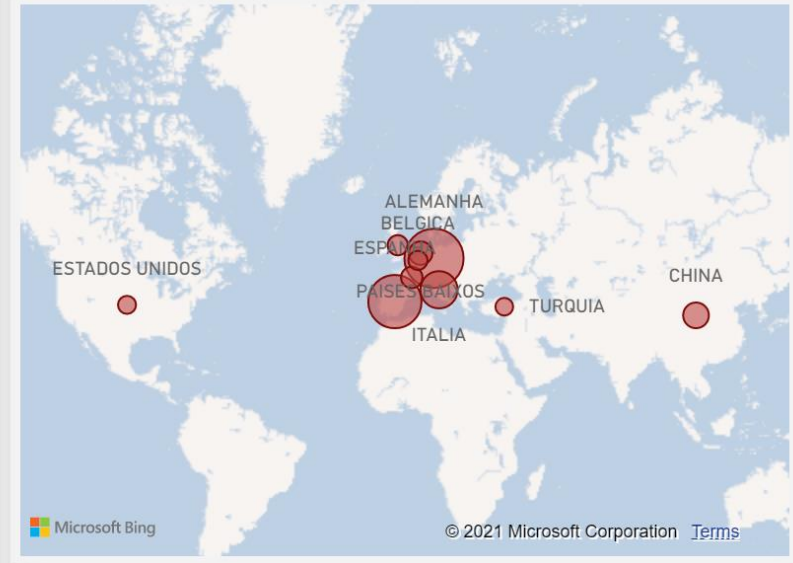 ALEMANHA
BELGICA
ESPANHA
ESTADOS UNIDOS
CHINA
PAISES BAIXOS
TURQUIA
ITALIA
Microsoft Bing
© 2021 Microsoft Corporation Terms